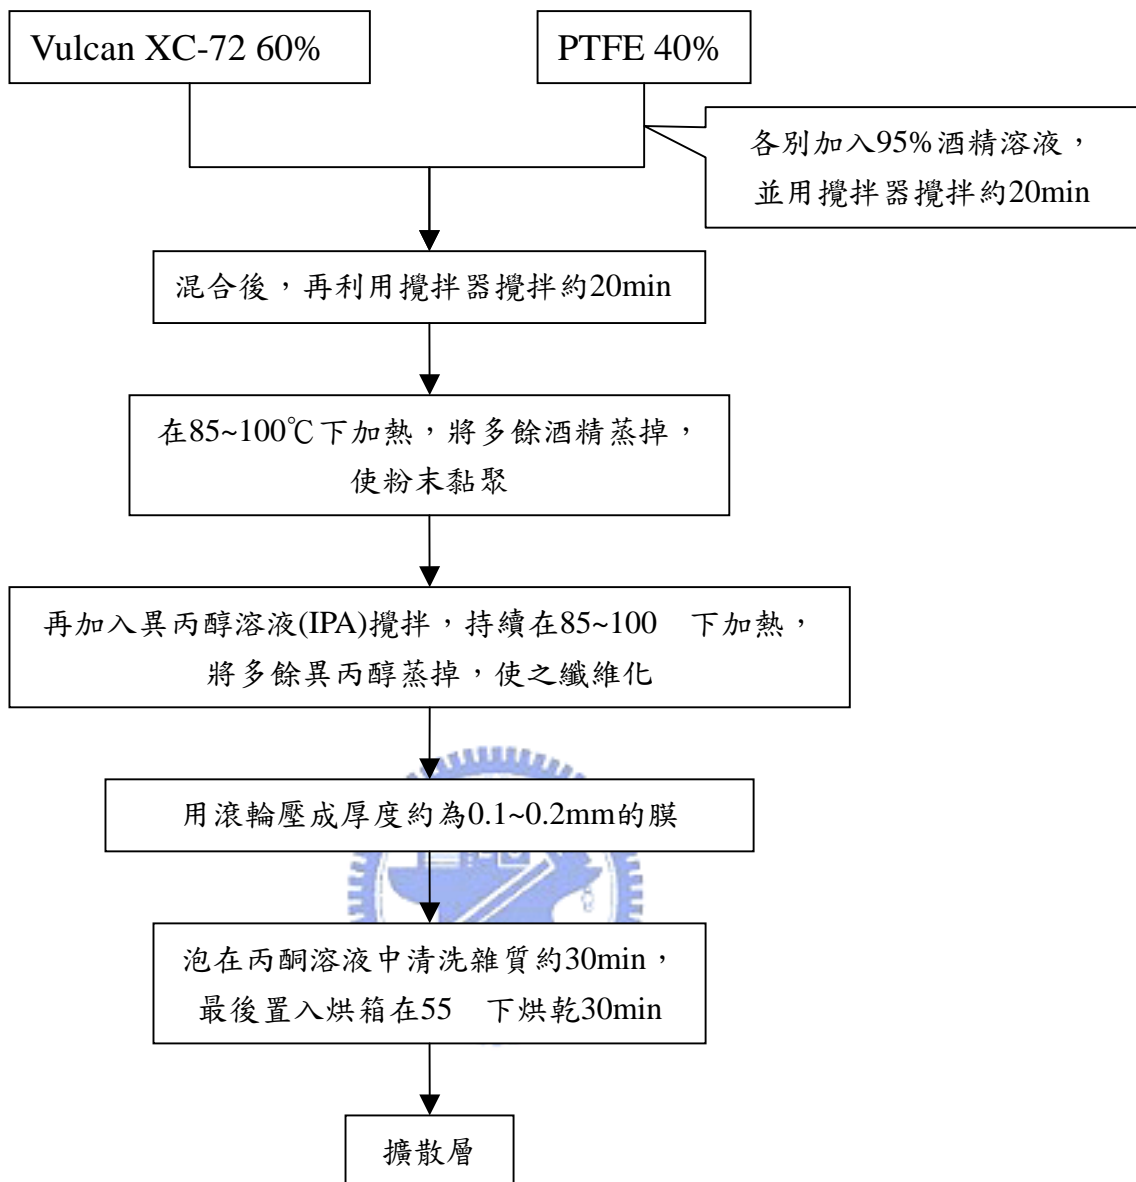 Vulcan XC-72 60%
PTFE 40%
各別加入95%酒精溶液，
並用攪拌器攪拌約20min
混合後，再利用攪拌器攪拌約20min
在85~100℃下加熱，將多餘酒精蒸掉，
使粉末黏聚
再加入異丙醇溶液(IPA)攪拌，持續在85~100　下加熱，
將多餘異丙醇蒸掉，使之纖維化
用滾輪壓成厚度約為0.1~0.2mm的膜
泡在丙酮溶液中清洗雜質約30min，
最後置入烘箱在55　下烘乾30min
擴散層